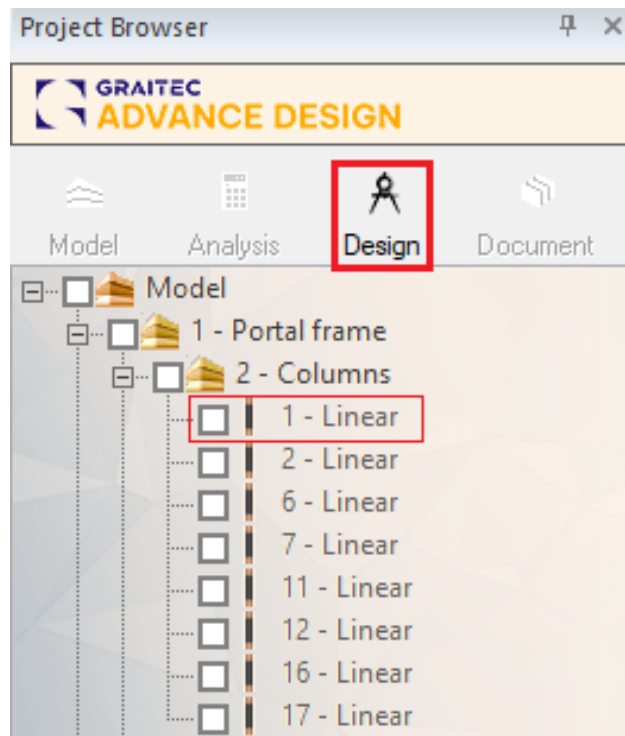 Project Browser
GRAITEC
ADVANCE DESIGN
Model Analysis Design Document
Model
1 - Portal frame
2 - Columns
1 - Linear
2 - Linear
6 - Linear
7 - Linear
11 - Linear
12 - Linear
16 - Linear
17 - Linear